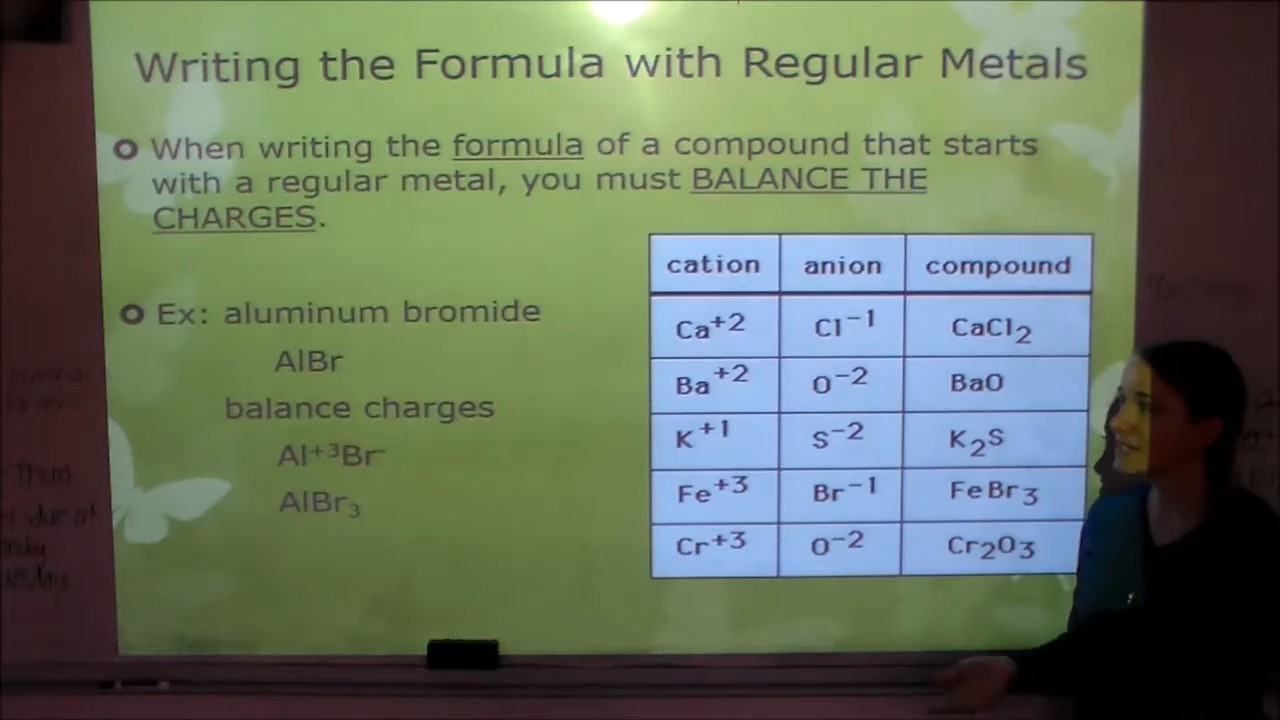 Writing the Formula with Regular Metals
When writing the formula of a compound that starts
with a regular metal, you must BALANCE THE
CHARGES.
Ex: aluminum bromide
AlBr
balance charges
Al⁺³Br⁻
AlBr₃
cation anion compound
Ca⁺² Cl⁻¹ CaCl₂
Ba⁺² O⁻² BaO
K⁺¹ S⁻² K₂S
Fe⁺³ Br⁻¹ FeBr₃
Cr⁺³ O⁻² Cr₂O₃